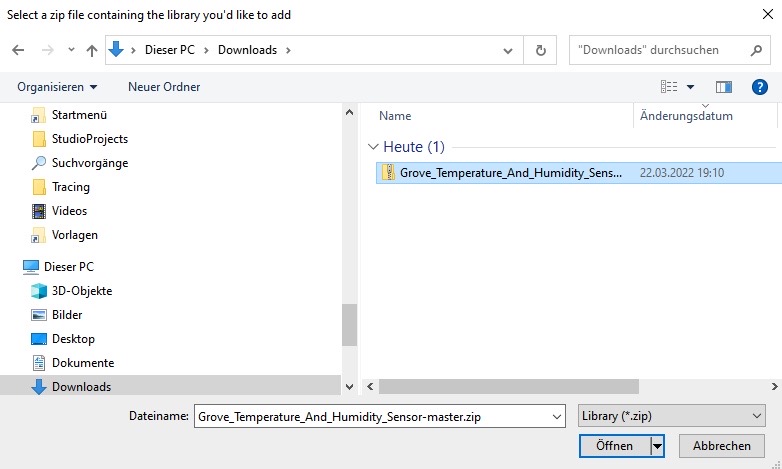 Select a zip file containing the library you'd like to add
Dieser PC Downloads
"Downloads" durchsuchen
Organisieren Neuer Ordner
Startmenü
StudioProjects
Suchvorgänge
Tracing
Videos
Vorlagen
Dieser PC
3D-Objekte
Bilder
Desktop
Dokumente
Downloads
Name Änderungsdatum
Heute (1)
Grove_Temperature_And_Humidity_Sens... 22.03.2022 19:10
Dateiname: Grove_Temperature_And_Humidity_Sensor-master.zip Library (*.zip)
Öffnen Abbrechen